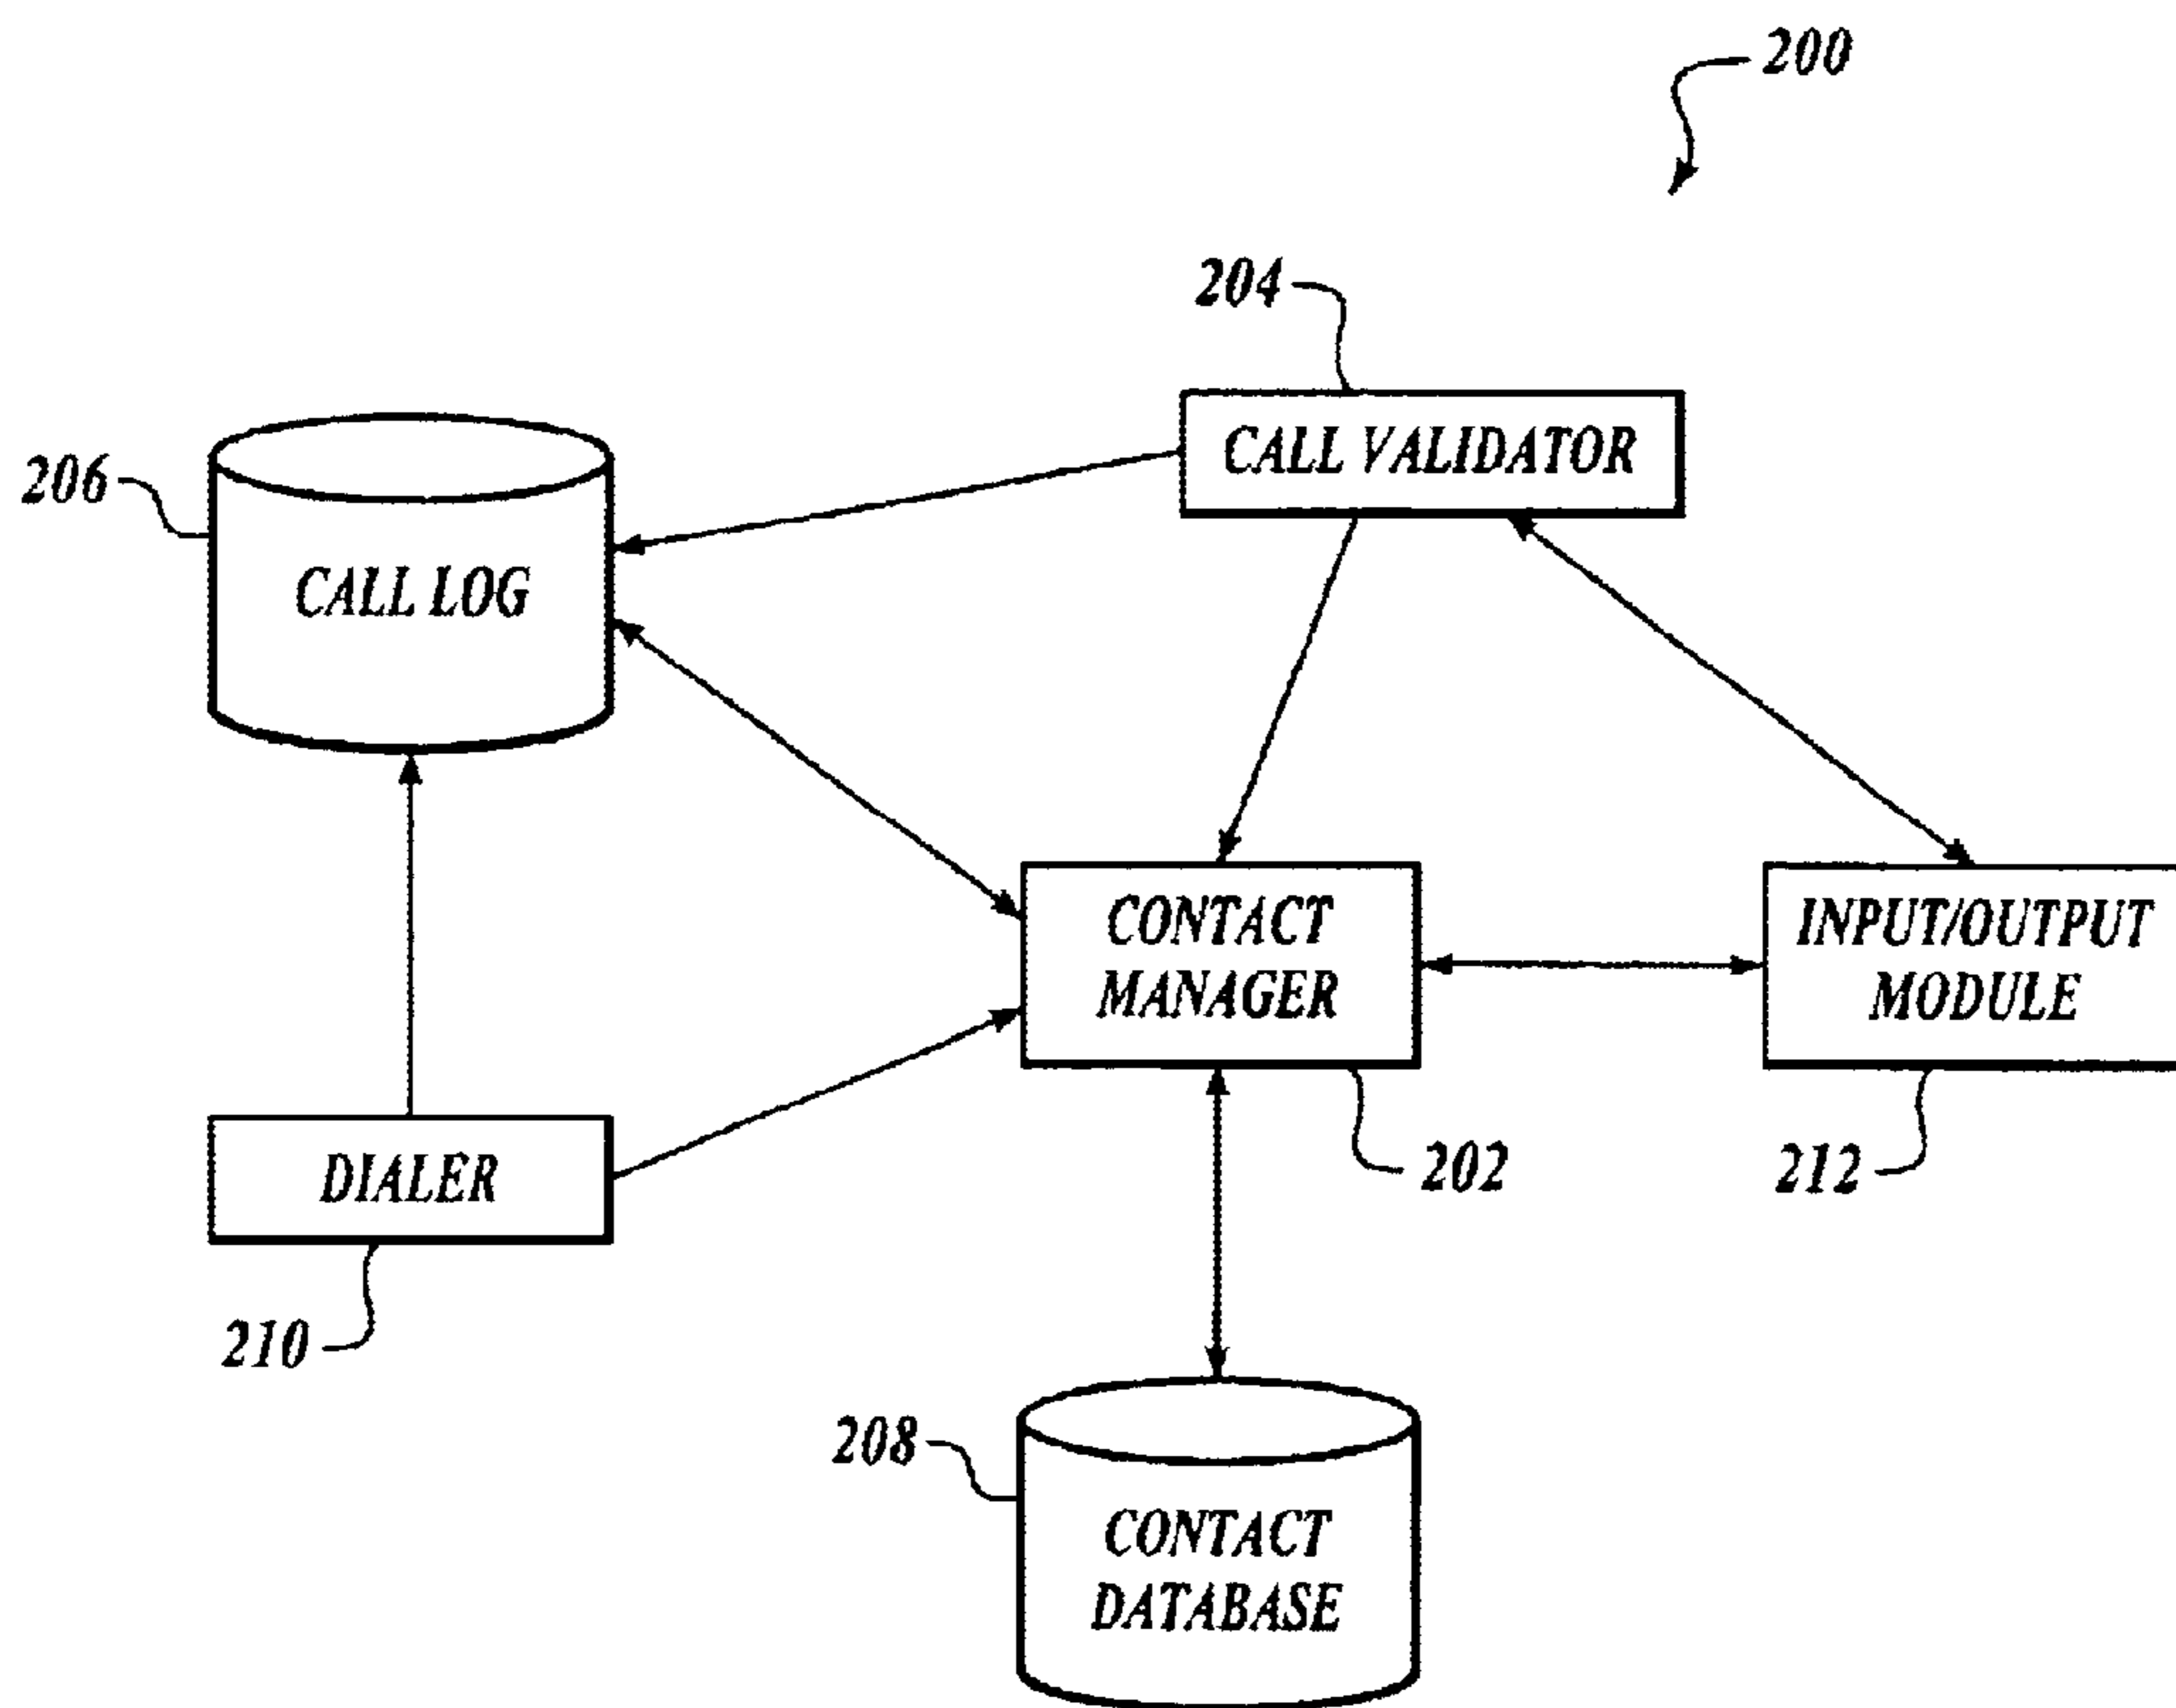 200
204
CALL VALIDATOR
206
CALL LOG
CONTACT
MANAGER
INPUT/OUTPUT
MODULE
DIALER
202
212
210
208
CONTACT
DATABASE